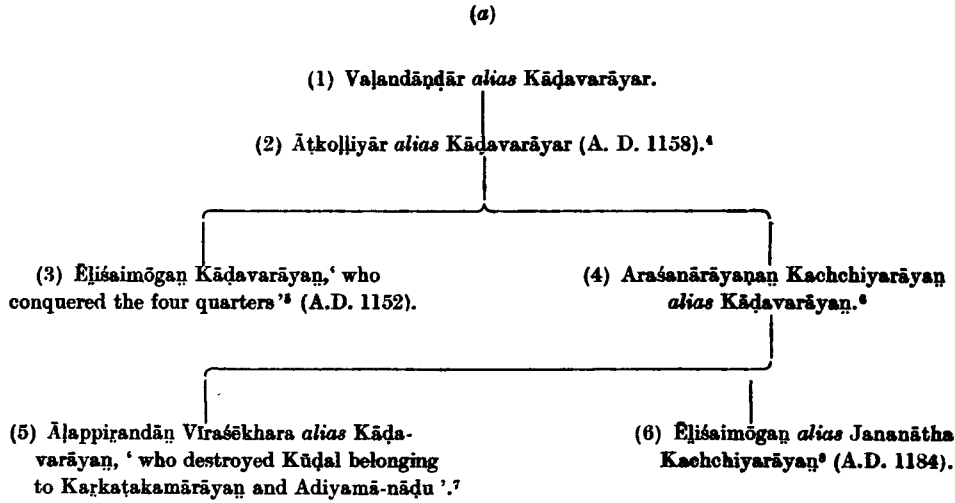 (a)
(1) Vaḷandāṇḍār alias Kāḍavarāyar.
(2) Āṭkoḷḷiyār alias Kāḍavarāyar (A. D. 1158).⁴
(3) Ēḻiśaimōgaṉ Kāḍavarāyaṉ,‘ who
conquered the four quarters ’⁵ (A.D. 1152).
(4) Araśanārāyaṇaṉ Kachchiyarāyaṉ
alias Kāḍavarāyaṉ.⁶
(5) Āḷappiṟandāṉ Vīraśēkhara alias Kāḍa-
varāyaṉ, ‘ who destroyed Kūḍal belonging
to Kaṟkaṭakamārāyaṉ and Adiyamā-nāḍu ’.⁷
(6) Ēḻiśaimōgaṉ alias Jananātha
Kachchiyarāyaṉ⁸ (A.D. 1184).